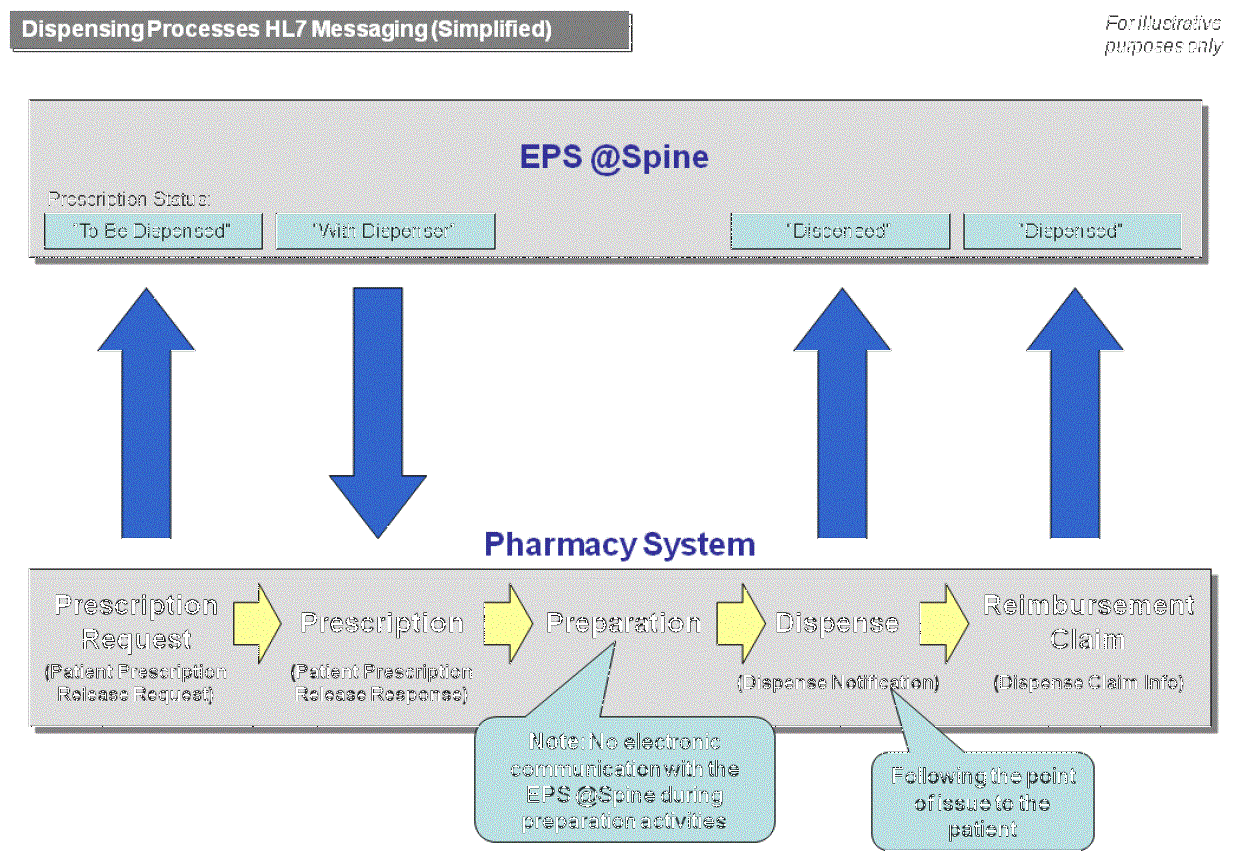 Dispensing Processes HL7 Messaging (Simplified)
For illustrative
purposes only
EPS @Spine
Prescription Status:
"To Be Dispensed"
"With Dispenser"
"Dispensed"
"Dispensed"
Pharmacy System
Prescription
Request
(Patient Prescription
Release Request)
Prescription
(Patient Prescription
Release Response)
Preparation
Dispense
(Dispense Notification)
Reimbursement
Claim
(Dispense Claim Info)
Note: No electronic
communication with the
EPS @Spine during
preparation activities
Following the point
of issue to the
patient